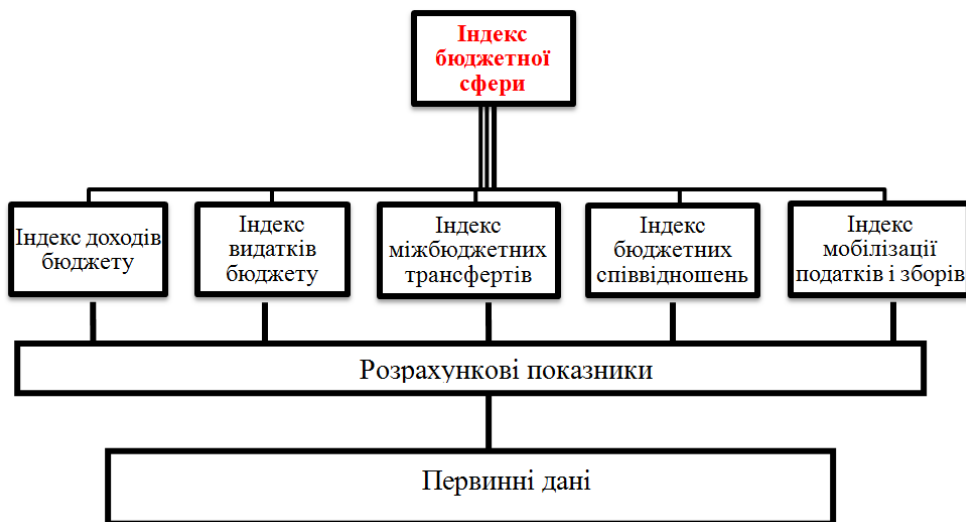 Індекс
бюджетної
сфери
Індекс доходів
бюджету
Індекс
видатків
бюджету
Індекс
міжбюджетних
трансфертів
Індекс
бюджетних
співвідношень
Індекс
мобілізації
податків і зборів
Розрахункові показники
Первинні дані